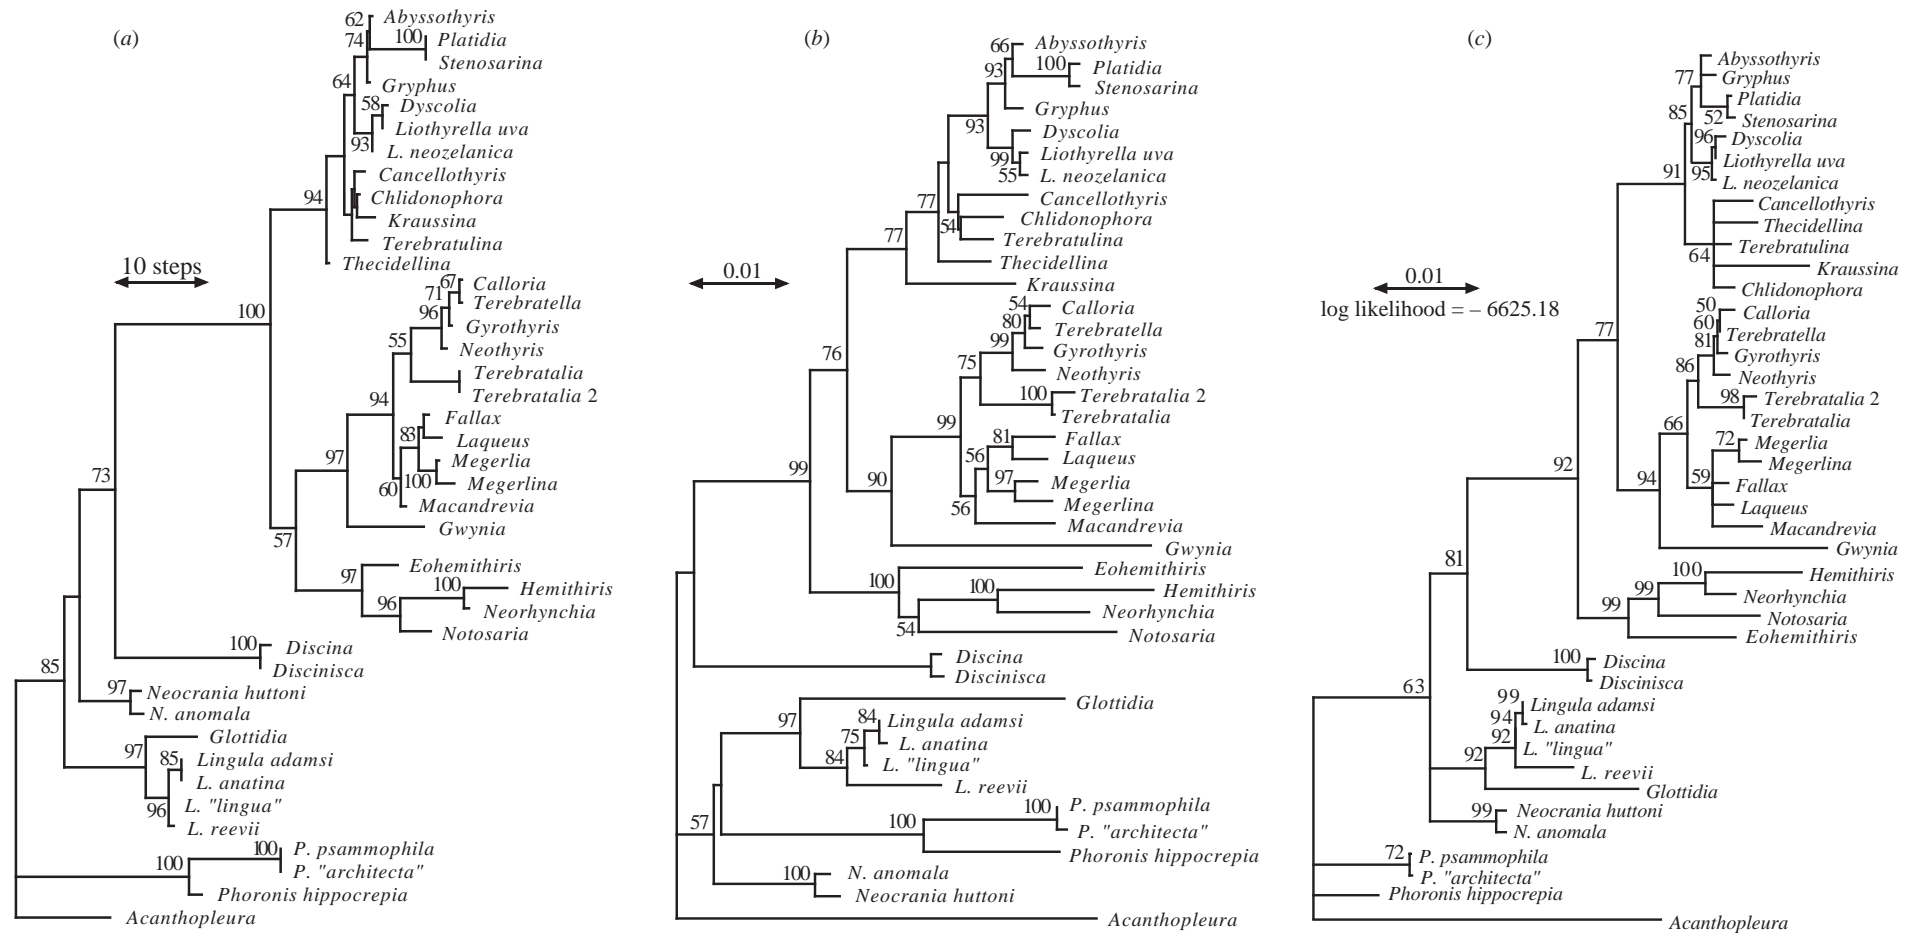 (a)
62
Abyssothyris
74
100
Platidia
Stenosarina
64
Gryphus
58
Dyscolia
Liothyrella uva
93
L. neozelanica
Cancellothyris
94
Chlidonophora
Kraussina
Terebratulina
Thecidellina
10 steps
67
Calloria
71
Terebratella
96
Gyrothyris
100
55
Neothyris
Terebratalia
Terebratalia 2
94
Fallax
83
Laqueus
97
Megerlia
73
60
100
Megerlina
Macandrevia
Gwynia
57
Eohemithiris
97
100
Hemithiris
96
Neorhynchia
Notosaria
100
Discina
Discinisca
85
97
Neocrania huttoni
N. anomala
Glottidia
97
85
Lingula adamsi
L. anatina
96
L. "lingua"
L. reevii
100
P. psammophila
100
P. "architecta"
Phoronis hippocrepia
Acanthopleura
(b)
66
Abyssothyris
93
100
Platidia
Stenosarina
Gryphus
93
Dyscolia
99
Liothyrella uva
55
L. neozelanica
77
Cancellothyris
54
Chlidonophora
77
Terebratulina
Thecidellina
0.01
Kraussina
54
Calloria
80
Terebratella
99
Gyrothyris
76
75
Neothyris
100
Terebratalia 2
Terebratalia
99
81
Fallax
56
Laqueus
99
90
97
Megerlia
56
Megerlina
Macandrevia
Gwynia
100
Eohemithiris
100
Hemithiris
Neorhynchia
54
Notosaria
Discina
Discinisca
Glottidia
97
84
Lingula adamsi
75
L. anatina
84
L. "lingua"
L. reevii
57
100
P. psammophila
100
P. "architecta"
Phoronis hippocrepia
100
N. anomala
Neocrania huttoni
Acanthopleura
(c)
Abyssothyris
77
Gryphus
Platidia
85
52
Stenosarina
96
Dyscolia
91
Liothyrella uva
95
L. neozelanica
Cancellothyris
Thecidellina
Terebratulina
64
Kraussina
0.01
Chlidonophora
log likelihood = – 6625.18
50
Calloria
60
77
Terebratella
81
Gyrothyris
86
Neothyris
98
Terebratalia 2
66
Terebratalia
72
Megerlia
92
Megerlina
94
59
Fallax
Laqueus
Macandrevia
Gwynia
81
100
Hemithiris
99
Neorhynchia
99
Notosaria
Eohemithiris
100
Discina
Discinisca
63
99
Lingula adamsi
94
L. anatina
92
L. "lingua"
92
L. reevii
Glottidia
99
Neocrania huttoni
N. anomala
72
P. psammophila
P. "architecta"
Phoronis hippocrepia
Acanthopleura